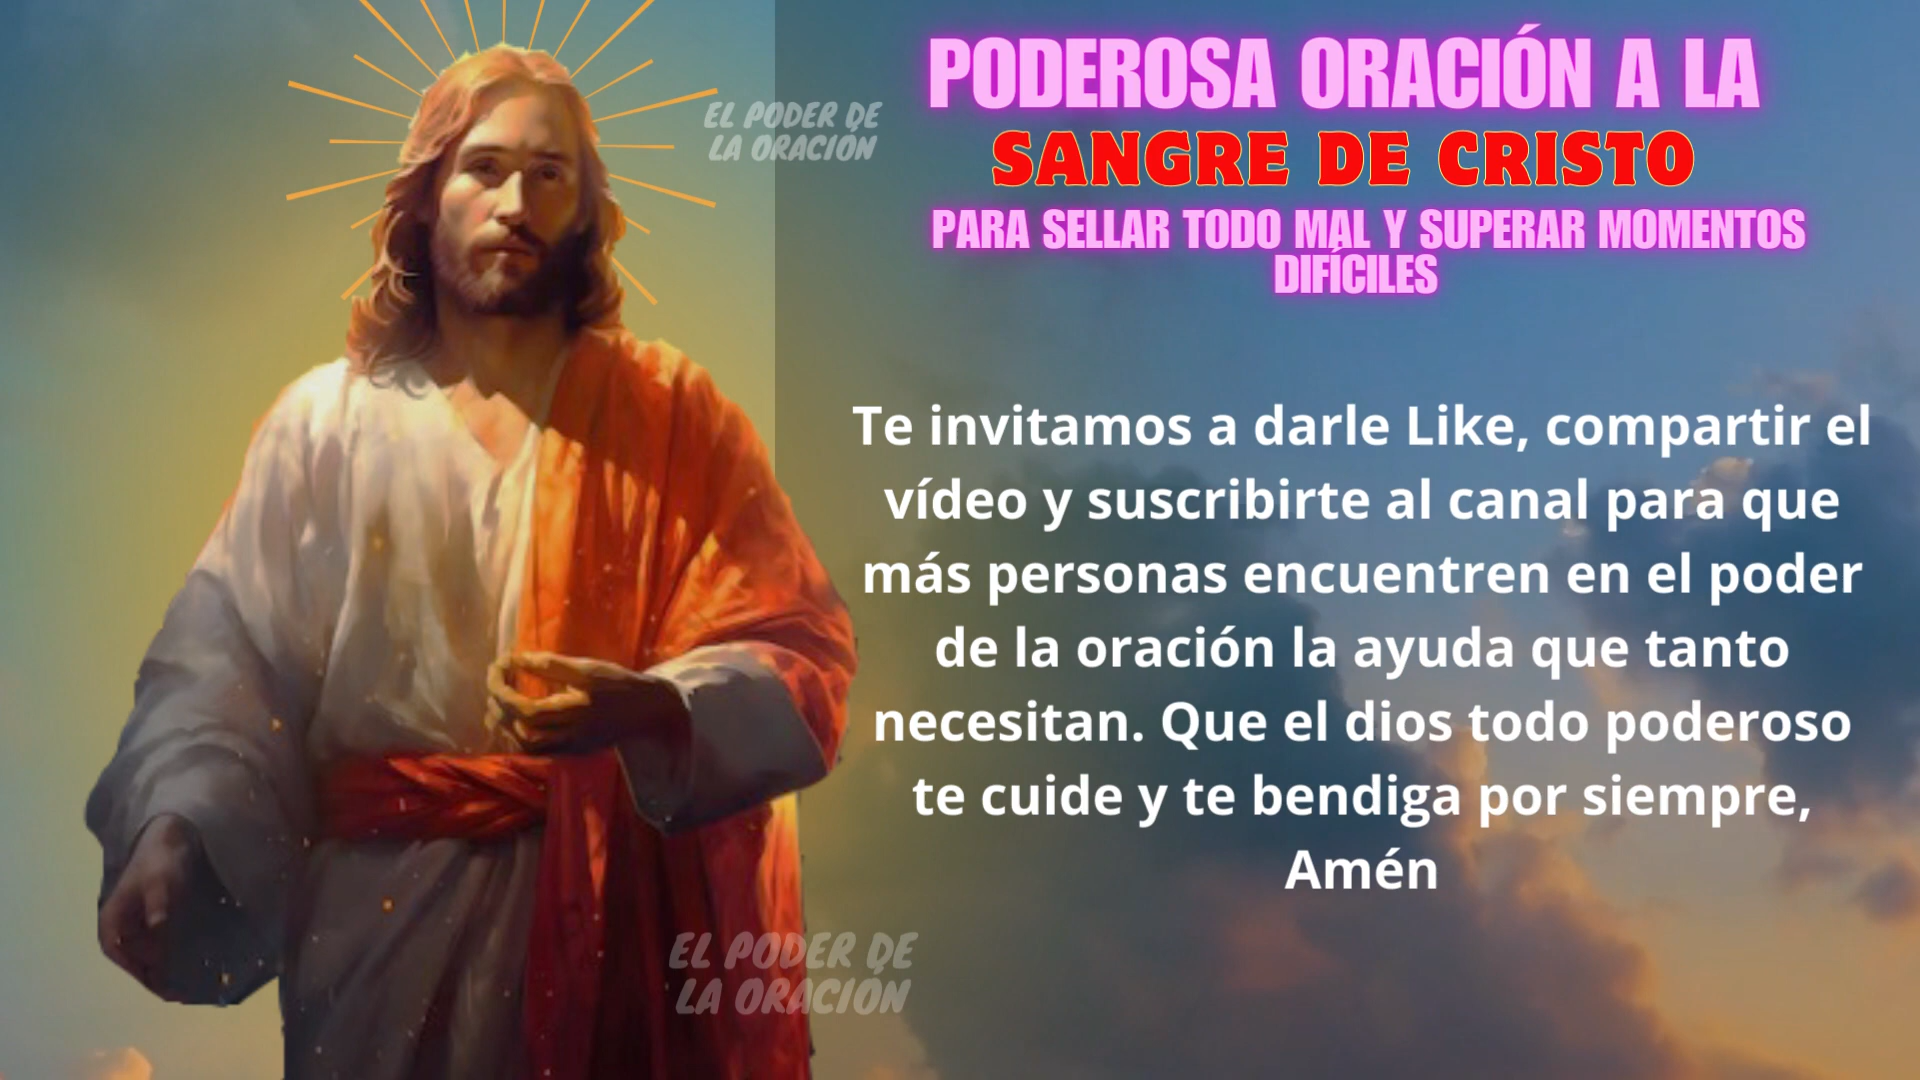 PODEROSA ORACIÓN A LA
SANGRE DE CRISTO
PARA SELLAR TODO MAL Y SUPERAR MOMENTOS
DIFÍCILES
EL PODER DE
LA ORACIÓN
Te invitamos a darle Like, compartir el
vídeo y suscribirte al canal para que
más personas encuentren en el poder
de la oración la ayuda que tanto
necesitan. Que el dios todo poderoso
te cuide y te bendiga por siempre,
Amén
EL PODER DE
LA ORACIÓN